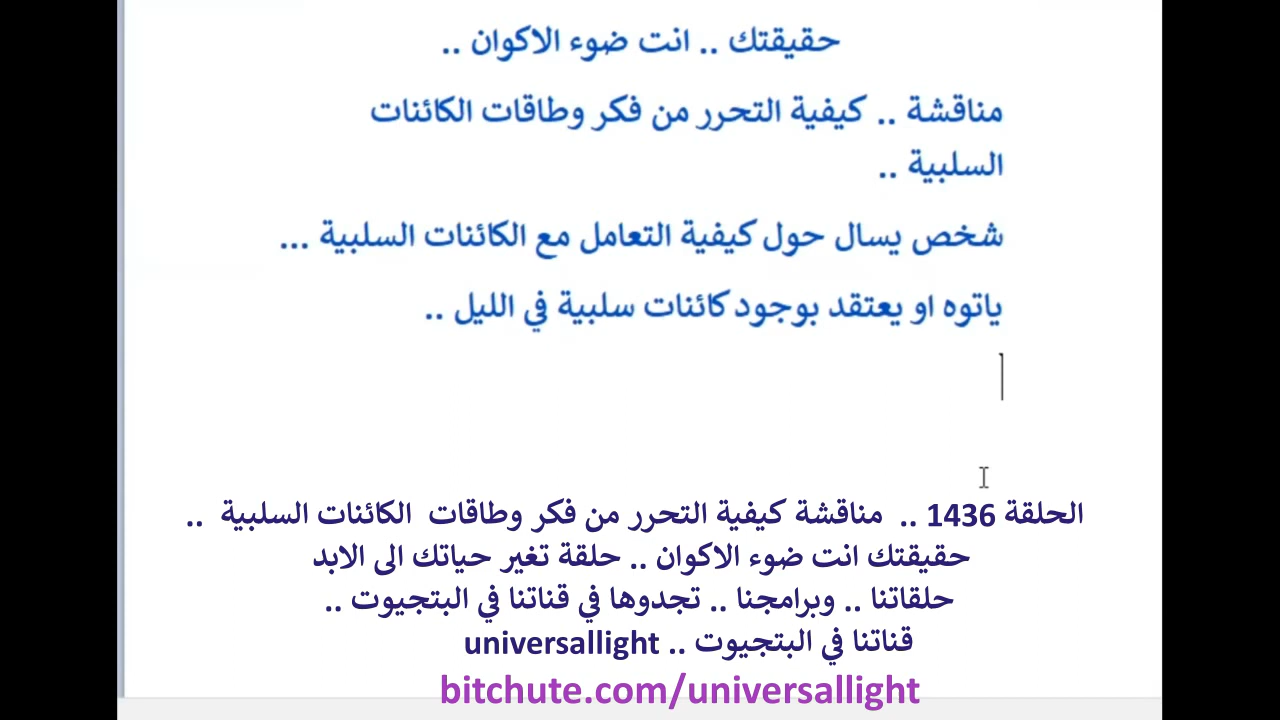 حقيقتك .. انت ضوء الاكوان ..
مناقشة .. كيفية التحرر من فكر وطاقات الكائنات
السلبية ..
شخص يسال حول كيفية التعامل مع الكائنات السلبية ...
ياتوه او يعتقد بوجود كائنات سلبية في الليل ..
الحلقة 1436 .. مناقشة كيفية التحرر من فكر وطاقات الكائنات السلبية ..
حقيقتك انت ضوء الاكوان .. حلقة تغير حياتك الى الابد
حلقاتنا .. وبرامجنا .. تجدوها في قناتنا في البتجيوت ..
قناتنا في البتجيوت .. universallight
bitchute.com/universallight